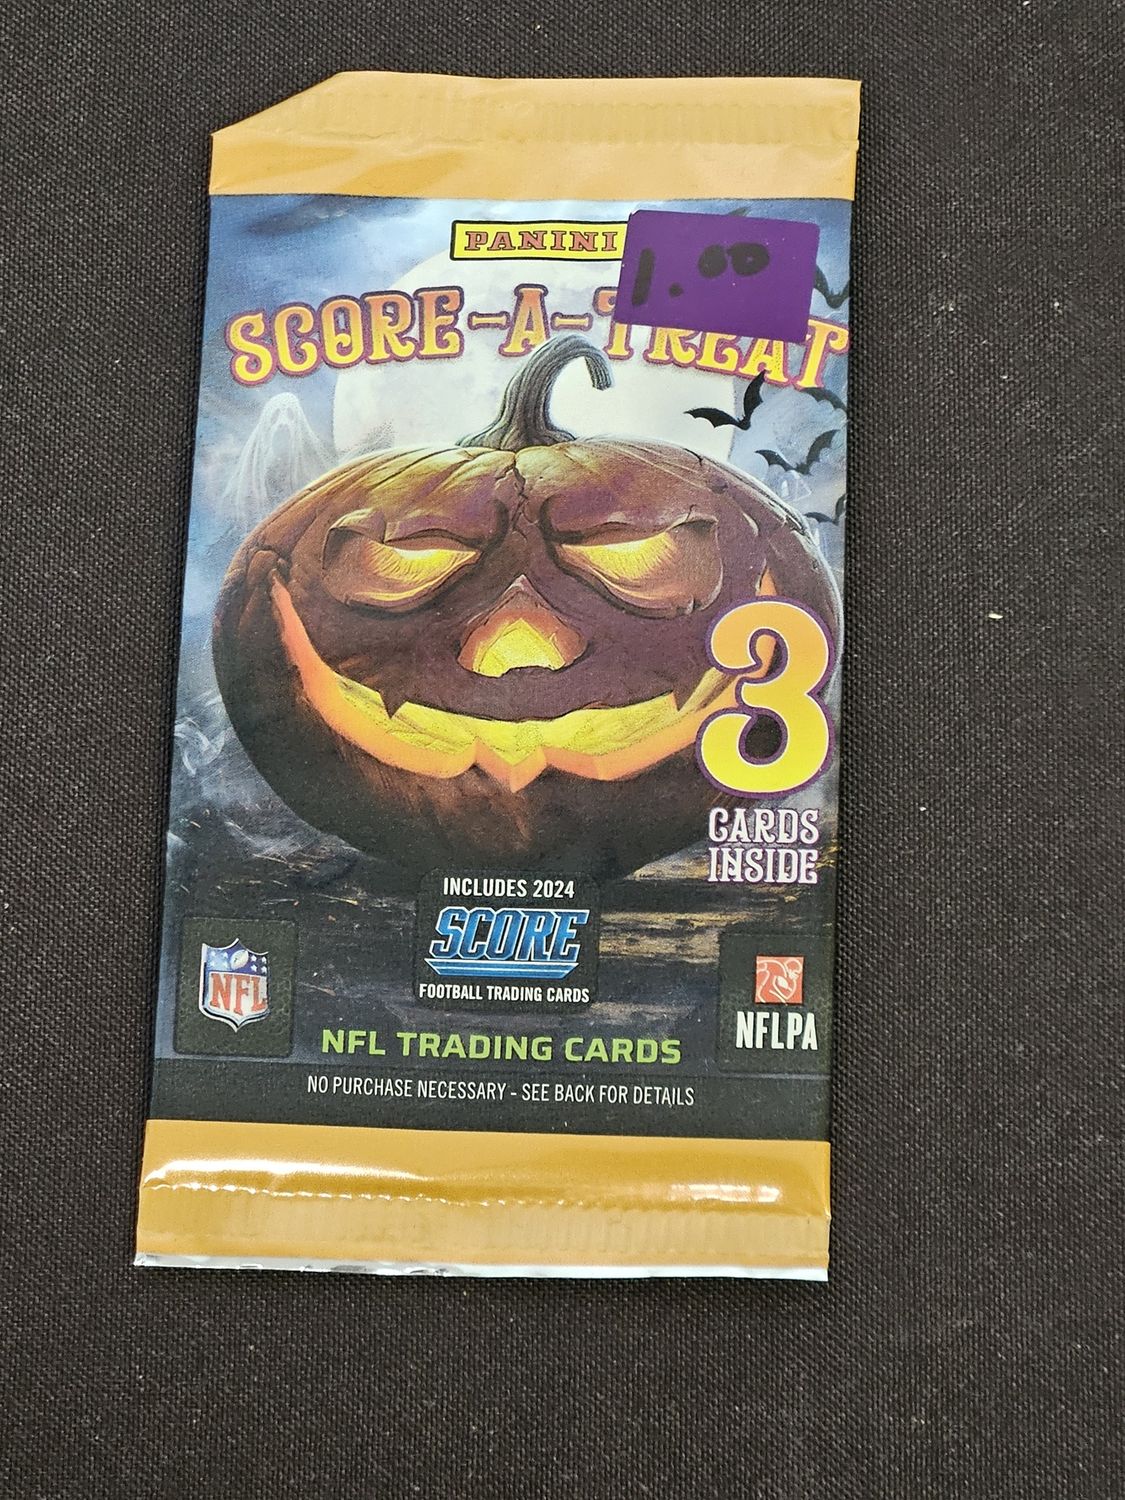 PANINI
1.00
SCORE-A-TREAT
3
CARDS
INSIDE
INCLUDES 2024
SCORE
FOOTBALL TRADING CARDS
NFL
NFLPA
NFL TRADING CARDS
NO PURCHASE NECESSARY - SEE BACK FOR DETAILS